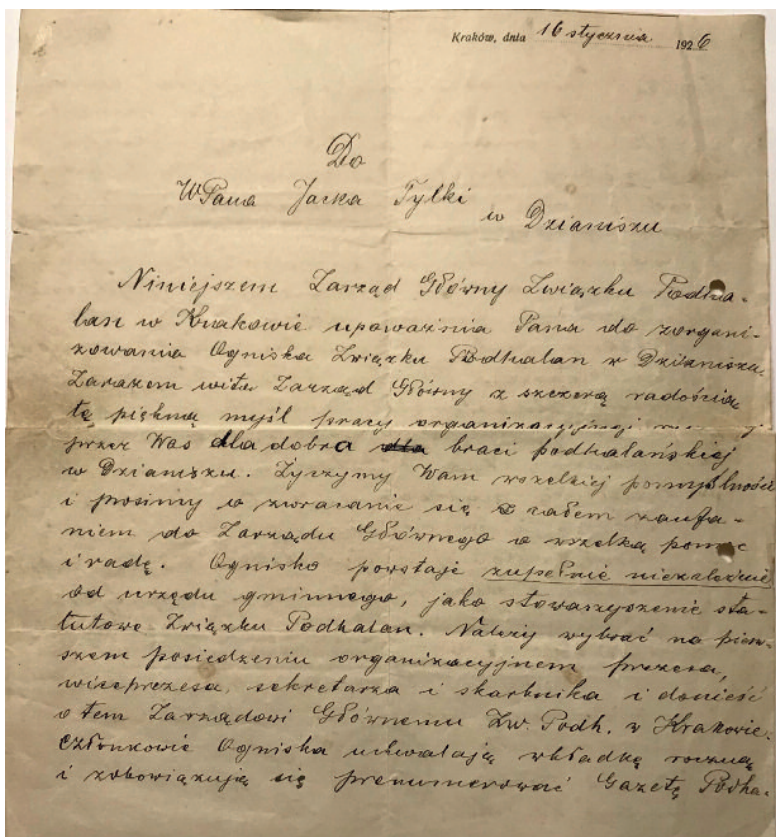 Kraków, dnia 16 stycznia 1926
Do
WPana Jacka Tylki
w Dzianiszu
Niniejszem Zarząd Główny Związku Podha-
lan w Krakowie upoważnia Pana do zorgani-
zowania Ogniska Związku Podhalan w Dzianiszu.
Zarazem wita Zarząd Główny z szczerą radością
tę piękną myśl pracy organizacyjnej
przez Was dla dobra dla braci podhalańskiej
w Dzianiszu. Życzymy Wam wszelkiej pomyślności
i prosimy o zwracanie się z całem zaufa-
niem do Zarządu Głównego o wszelką pomoc
i radę. Ognisko powstaje zupełnie niezależnie
od urzędu gminnego, jako stowarzyszenie sta-
tutowe Związku Podhalan. Należy wybrać na pierw-
szem posiedzeniu organizacyjnem prezesa,
wiceprezesa, sekretarza i skarbnika i donieść
o tem Zarządowi Głównemu Zw. Podh. w Krakowie.
Członkowie Ogniska uchwalają wkładkę roczną
i zobowiązują się prenumerować Gazetę Podha-